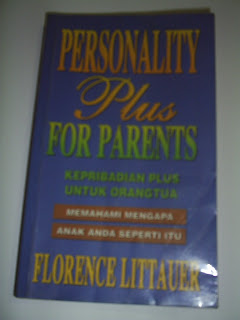 PERSONALITY
Plus
FOR PARENTS
KEPRIBADIAN PLUS
UNTUK ORANGTUA
MEMAHAMI MENGAPA
ANAK ANDA SEPERTI ITU
FLORENCE LITTAUER